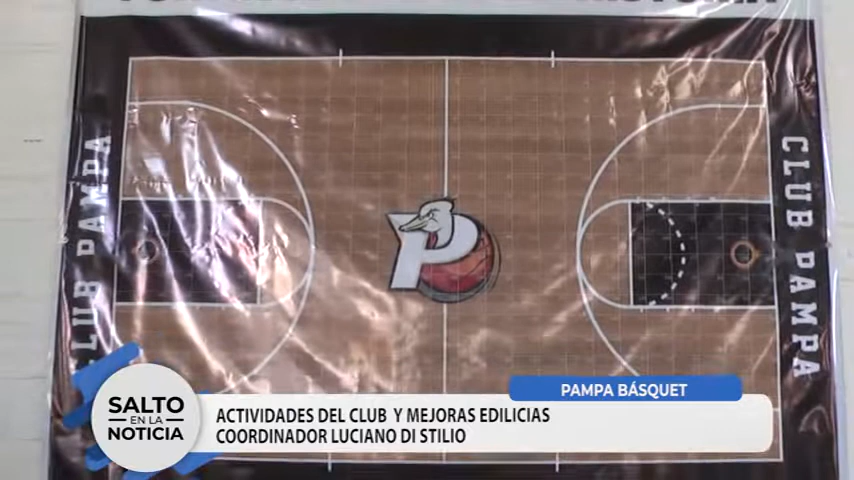 CLUB PAMPA
CLUB PAMPA
P
PAMPA BÁSQUET
SALTO
EN LA
NOTICIA
ACTIVIDADES DEL CLUB Y MEJORAS EDILICIAS
COORDINADOR LUCIANO DI STILIO